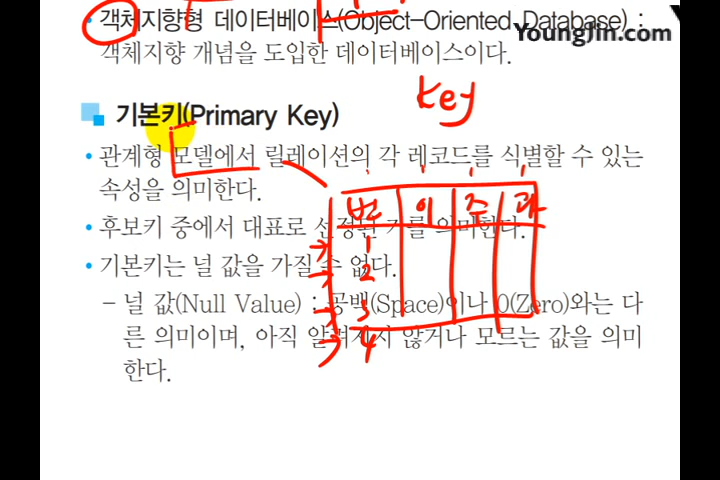 • 객체지향형 데이터베이스(Object-Oriented Database) :
YoungJin.com
객체지향 개념을 도입한 데이터베이스이다.
key
기본키(Primary Key)
• 관계형 모델에서 릴레이션의 각 레코드를 식별할 수 있는
속성을 의미한다.
번 이 주 과
• 후보키 중에서 대표로 선정된 키를 의미한다.
1
• 기본키는 널 값을 가질 수 없다.
2
- 널 값(Null Value) : 공백(Space)이나 0(Zero)와는 다
3
른 의미이며, 아직 알려지지 않거나 모르는 값을 의미
4
한다.